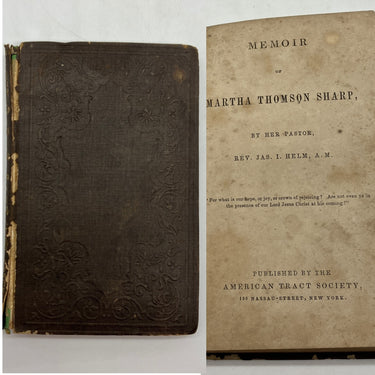 MEMOIR
OF
MARTHA THOMSON SHARP,
BY HER PASTOR,
REV. JAS. I. HELM, A.M.
"For what is our hope, or joy, or crown of rejoicing? Are not even ye in
the presence of our Lord Jesus Christ at his coming?"
PUBLISHED BY THE
AMERICAN TRACT SOCIETY,
150 NASSAU-STREET, NEW YORK.